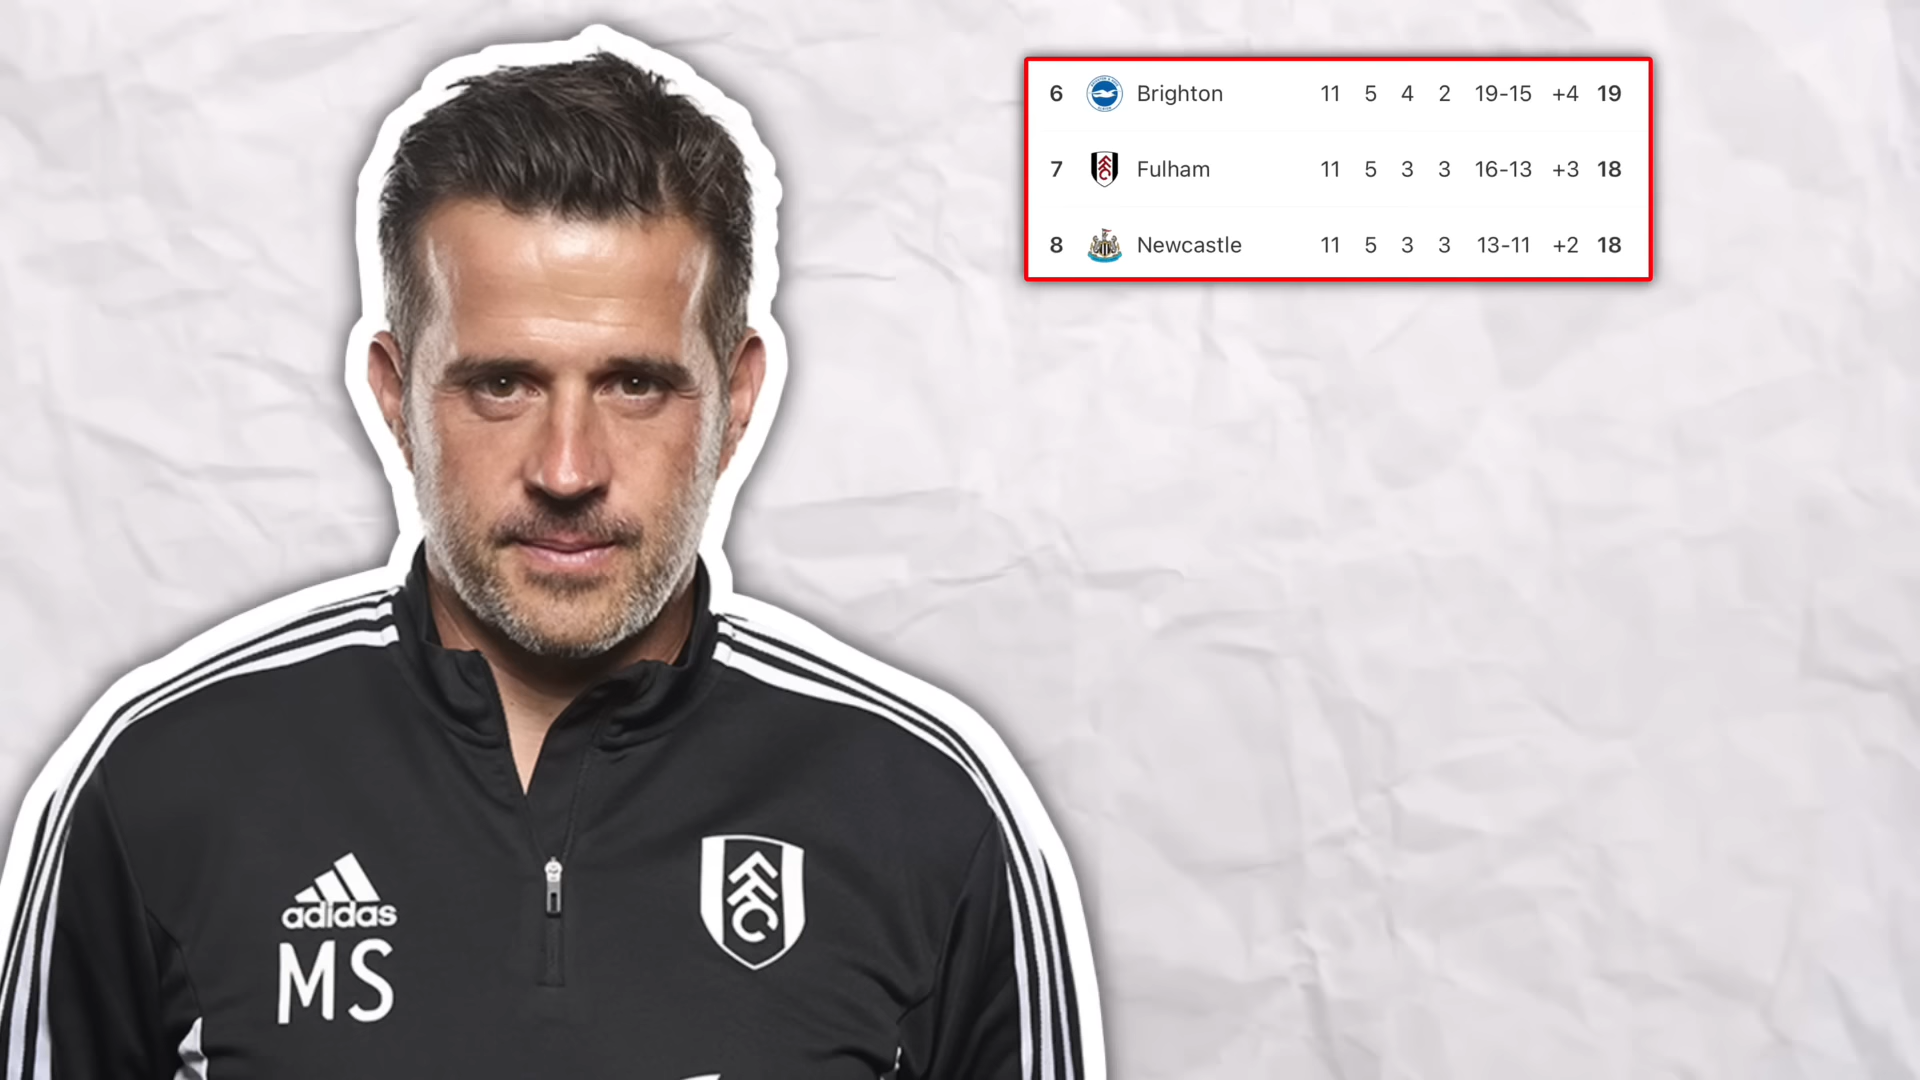 6 Brighton 11 5 4 2 19-15 +4 19
7 Fulham 11 5 3 3 16-13 +3 18
8 Newcastle 11 5 3 3 13-11 +2 18
adidas
MS
FFC